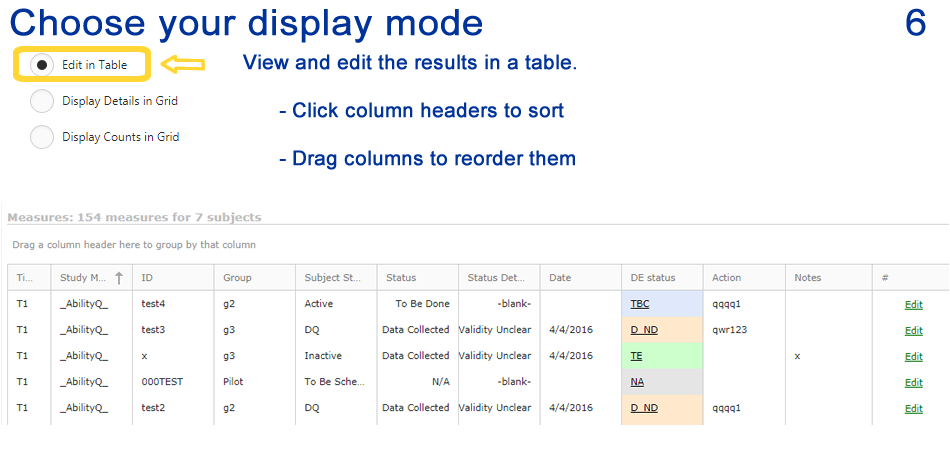 Choose your display mode 6
Edit in Table
View and edit the results in a table.
Display Details in Grid
- Click column headers to sort
Display Counts in Grid
- Drag columns to reorder them
Measures: 154 measures for 7 subjects
Drag a column header here to group by that column
Ti... Study M... ID Group Subject St... Status Status Det... Date DE status Action Notes #
T1 _AbilityQ_ test4 g2 Active To Be Done -blank- TBC qqqq1 Edit
T1 _AbilityQ_ test3 g3 DQ Data Collected Validity Unclear 4/4/2016 D_ND qwr123 Edit
T1 _AbilityQ_ x g3 Inactive Data Collected Validity Unclear 4/4/2016 TE x Edit
T1 _AbilityQ_ 000TEST Pilot To Be Sche... N/A -blank- NA Edit
T1 _AbilityQ_ test2 g2 DQ Data Collected Validity Unclear 4/4/2016 D_ND qqqq1 Edit